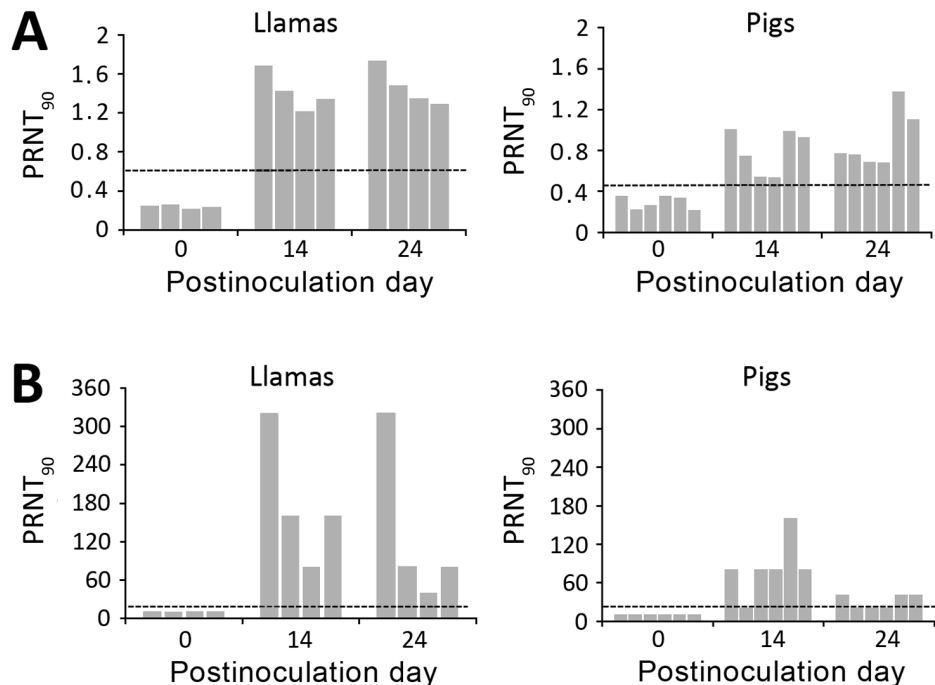 A
Llamas
PRNT90
2
1.6
1.2
0.8
0.4
0
0 14 24
Postinoculation day
Pigs
PRNT90
2
1.6
1.2
0.8
0.4
0
0 14 24
Postinoculation day
B
Llamas
PRNT90
360
300
240
180
120
60
0
0 14 24
Postinoculation day
Pigs
PRNT90
360
300
240
180
120
60
0
0 14 24
Postinoculation day